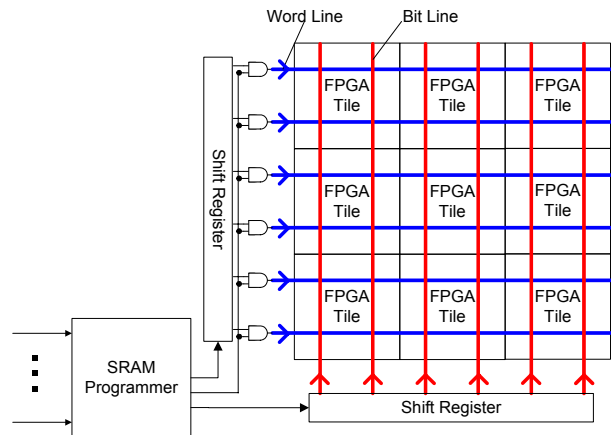 Word Line
Bit Line
FPGA
Tile
FPGA
Tile
FPGA
Tile
Shift Register
FPGA
Tile
FPGA
Tile
FPGA
Tile
FPGA
Tile
FPGA
Tile
FPGA
Tile
SRAM
Programmer
Shift Register